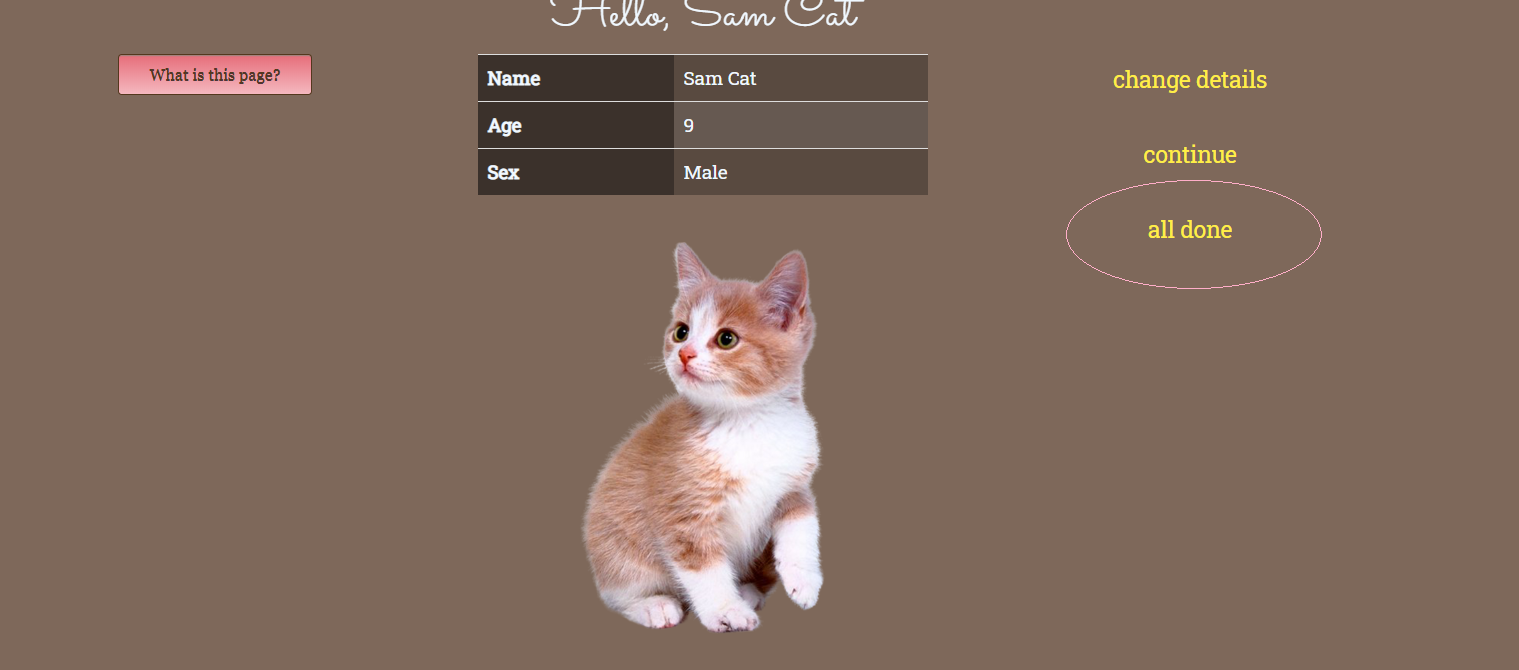 Hello, Sam Cat
What is this page?
Name Sam Cat
Age 9
Sex Male
change details
continue
all done